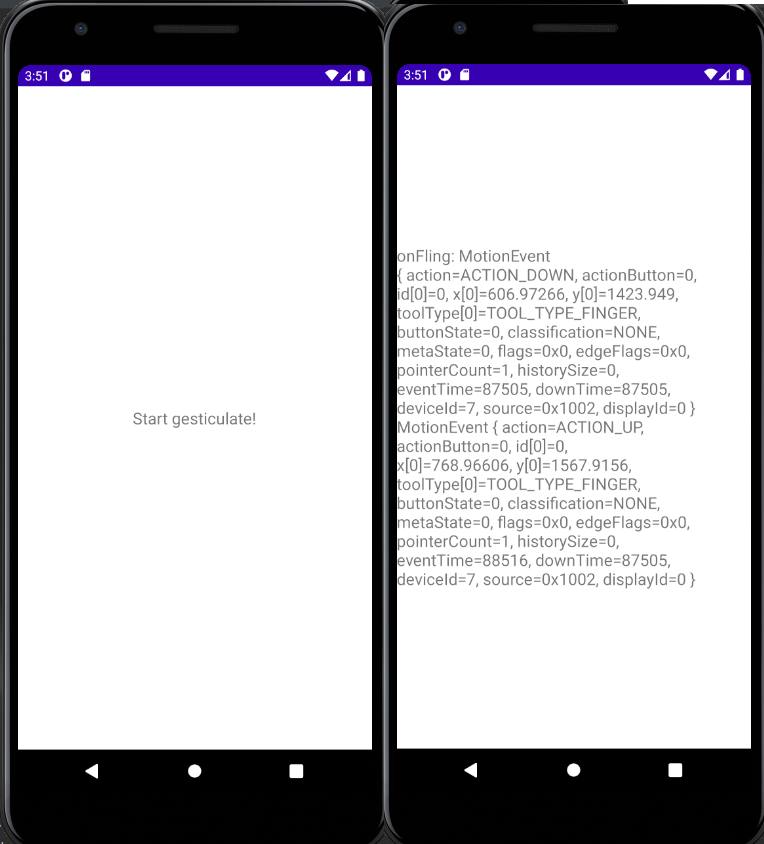 3:51
Start gesticulate!
3:51
onFling: MotionEvent
{ action=ACTION_DOWN, actionButton=0,
id[0]=0, x[0]=606.97266, y[0]=1423.949,
toolType[0]=TOOL_TYPE_FINGER,
buttonState=0, classification=NONE,
metaState=0, flags=0x0, edgeFlags=0x0,
pointerCount=1, historySize=0,
eventTime=87505, downTime=87505,
deviceId=7, source=0x1002, displayId=0 }
MotionEvent { action=ACTION_UP,
actionButton=0, id[0]=0,
x[0]=768.96606, y[0]=1567.9156,
toolType[0]=TOOL_TYPE_FINGER,
buttonState=0, classification=NONE,
metaState=0, flags=0x0, edgeFlags=0x0,
pointerCount=1, historySize=0,
eventTime=88516, downTime=87505,
deviceId=7, source=0x1002, displayId=0 }